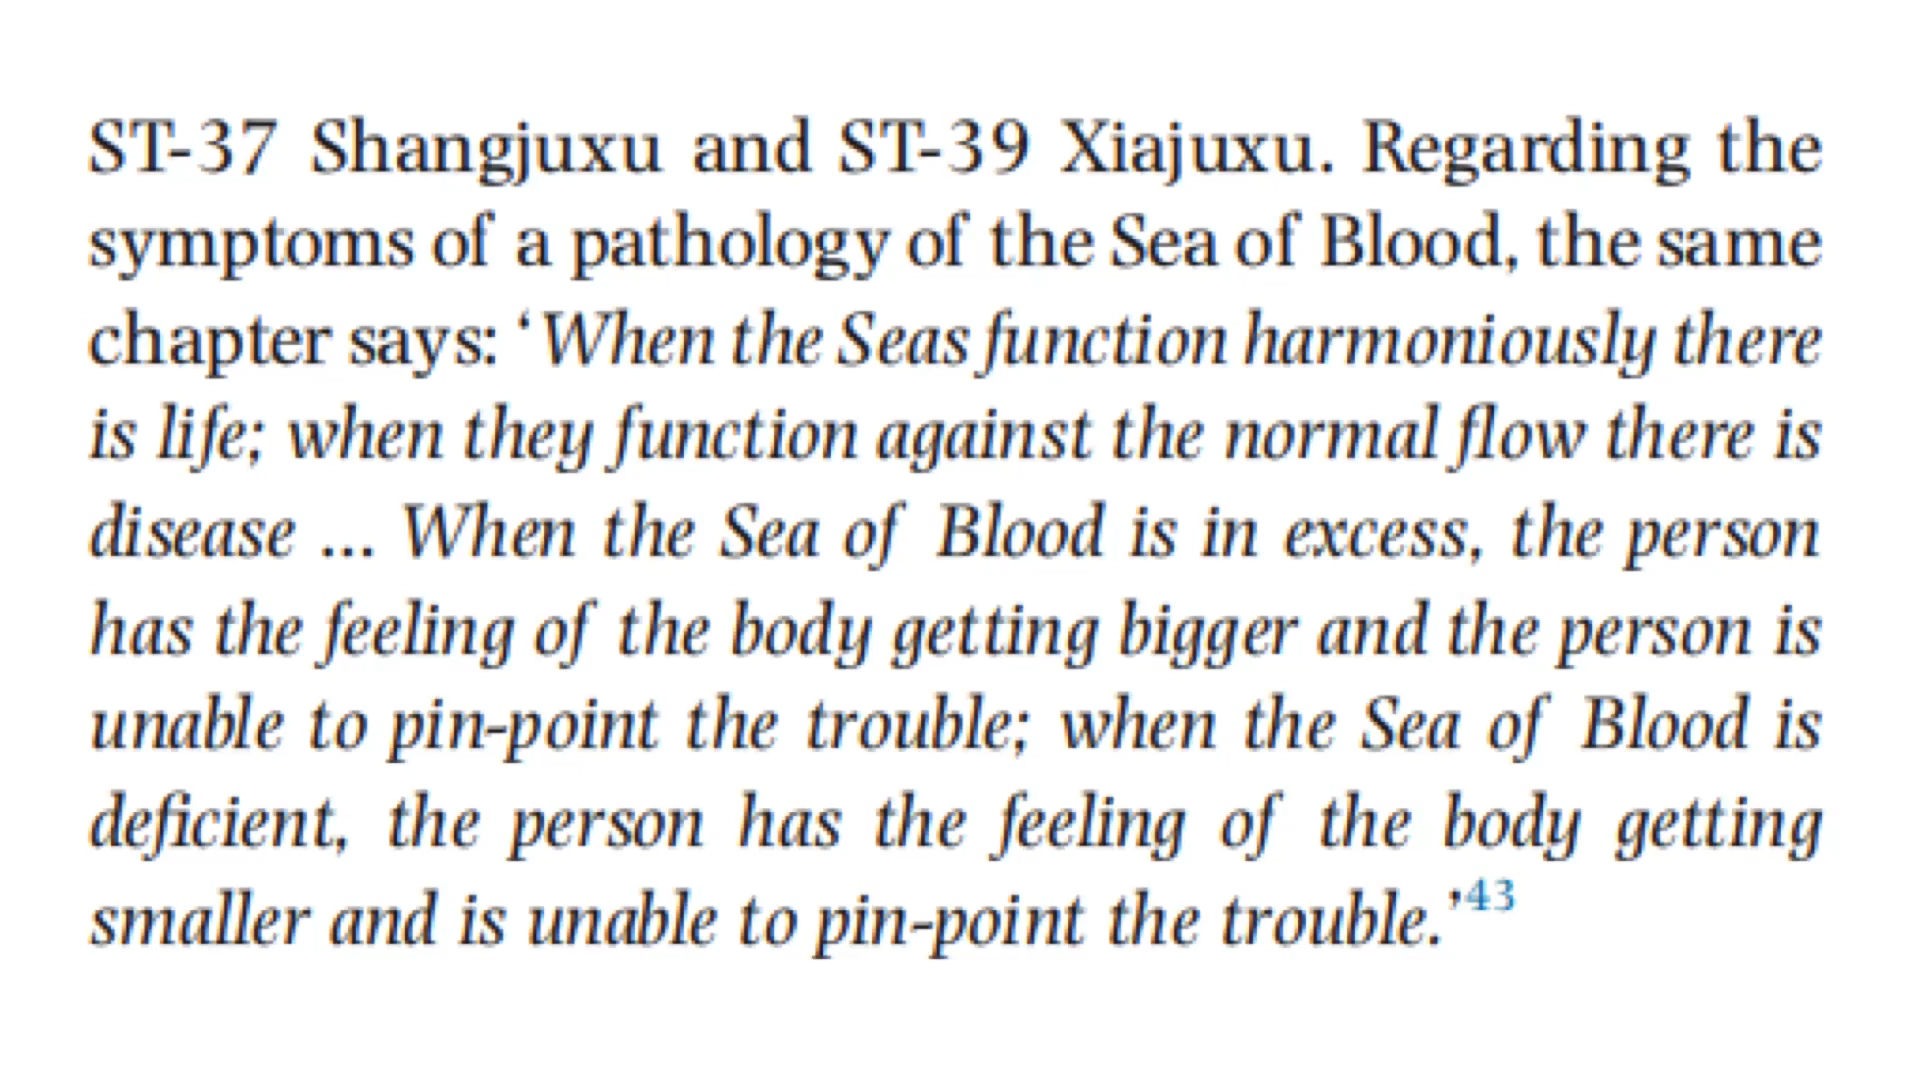 ST-37 Shangjuxu and ST-39 Xiajuxu. Regarding the
symptoms of a pathology of the Sea of Blood, the same
chapter says: ‘When the Seas function harmoniously there
is life; when they function against the normal flow there is
disease … When the Sea of Blood is in excess, the person
has the feeling of the body getting bigger and the person is
unable to pin-point the trouble; when the Sea of Blood is
deficient, the person has the feeling of the body getting
smaller and is unable to pin-point the trouble.’43